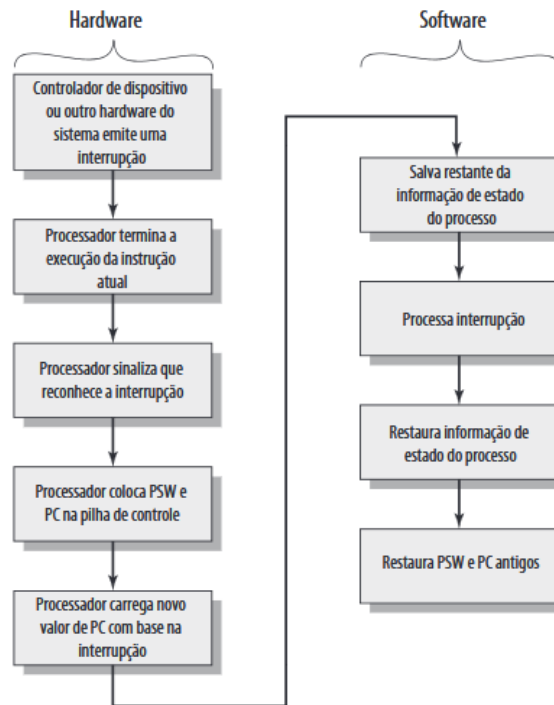 Hardware
Controlador de dispositivo
ou outro hardware do
sistema emite uma
interrupção
Processador termina a
execução da instrução
atual
Processador sinaliza que
reconhece a interrupção
Processador coloca PSW e
PC na pilha de controle
Processador carrega novo
valor de PC com base na
interrupção
Software
Salva restante da
informação de estado
do processo
Processa interrupção
Restaura informação de
estado do processo
Restaura PSW e PC antigos